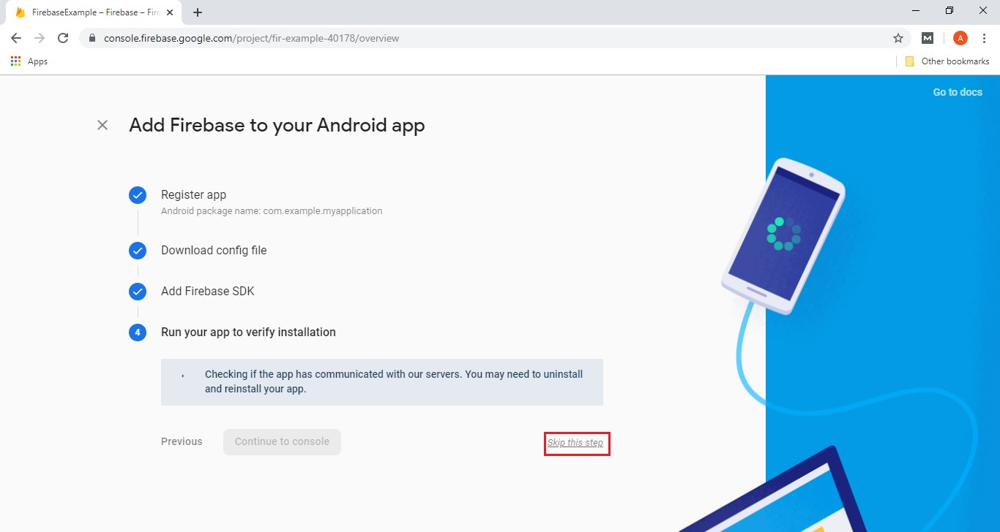 FirebaseExample – Firebase – Fire
console.firebase.google.com/project/fir-example-40178/overview
M
A
Apps
Other bookmarks
Go to docs
Add Firebase to your Android app
Register app
Android package name: com.example.myapplication
Download config file
Add Firebase SDK
4 Run your app to verify installation
Checking if the app has communicated with our servers. You may need to uninstall
and reinstall your app.
Previous
Continue to console
Skip this step